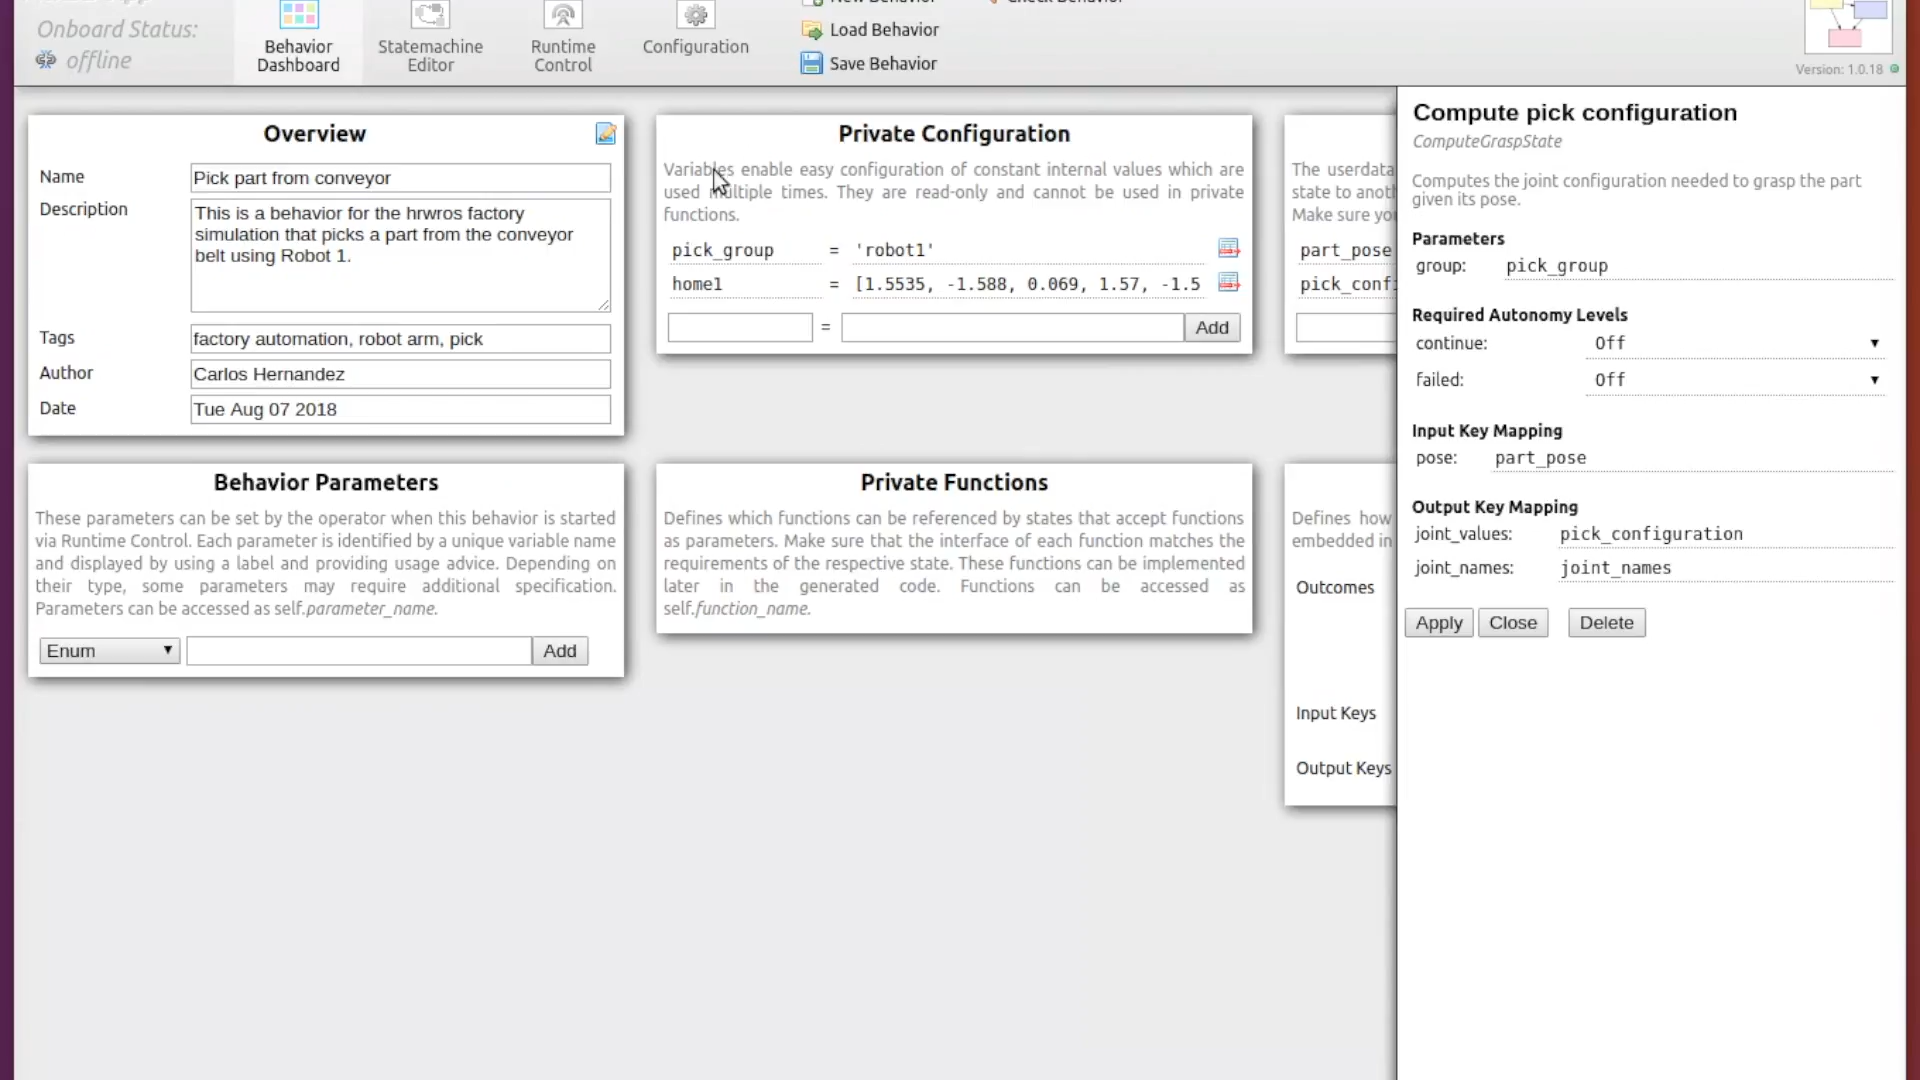 Onboard Status:
offline
Behavior
Dashboard
Statemachine
Editor
Runtime
Control
Configuration
Load Behavior
Save Behavior
Version: 1.0.18
Overview
Name
Pick part from conveyor
Description
This is a behavior for the hrwros factory
simulation that picks a part from the conveyor
belt using Robot 1.
Tags
factory automation, robot arm, pick
Author
Carlos Hernandez
Date
Tue Aug 07 2018
Private Configuration
Variables enable easy configuration of constant internal values which are
used multiple times. They are read-only and cannot be used in private
functions.
pick_group = 'robot1'
home1 = [1.5535, -1.588, 0.069, 1.57, -1.5
= Add
The userdata
state to anoth
Make sure you
part_pose
pick_confi
Behavior Parameters
These parameters can be set by the operator when this behavior is started
via Runtime Control. Each parameter is identified by a unique variable name
and displayed by using a label and providing usage advice. Depending on
their type, some parameters may require additional specification.
Parameters can be accessed as self.parameter_name.
Enum Add
Private Functions
Defines which functions can be referenced by states that accept functions
as parameters. Make sure that the interface of each function matches the
requirements of the respective state. These functions can be implemented
later in the generated code. Functions can be accessed as
self.function_name.
Defines how
embedded in
Outcomes
Input Keys
Output Keys
Compute pick configuration
ComputeGraspState
Computes the joint configuration needed to grasp the part
given its pose.
Parameters
group: pick_group
Required Autonomy Levels
continue: Off
failed: Off
Input Key Mapping
pose: part_pose
Output Key Mapping
joint_values: pick_configuration
joint_names: joint_names
Apply Close Delete